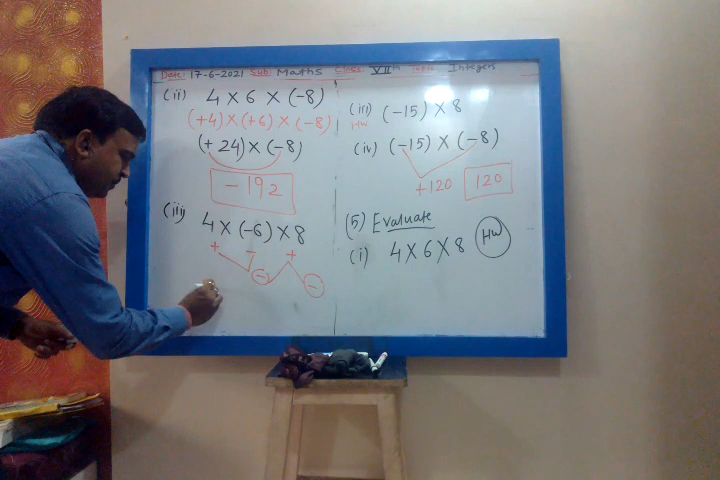 Date: 17-6-2021 Sub: Maths Class VIIth Topic Integers
(ii) 4 × 6 × (-8)
(+4) × (+6) × (-8)
(+ 24) × (-8)
- 192
(iii) 4 × (-6) × 8
+ - +
- -
(iii) (-15) × 8
HW
(iv) (-15) × (-8)
+120 120
(5) Evaluate
(i) 4 × 6 × 8 HW